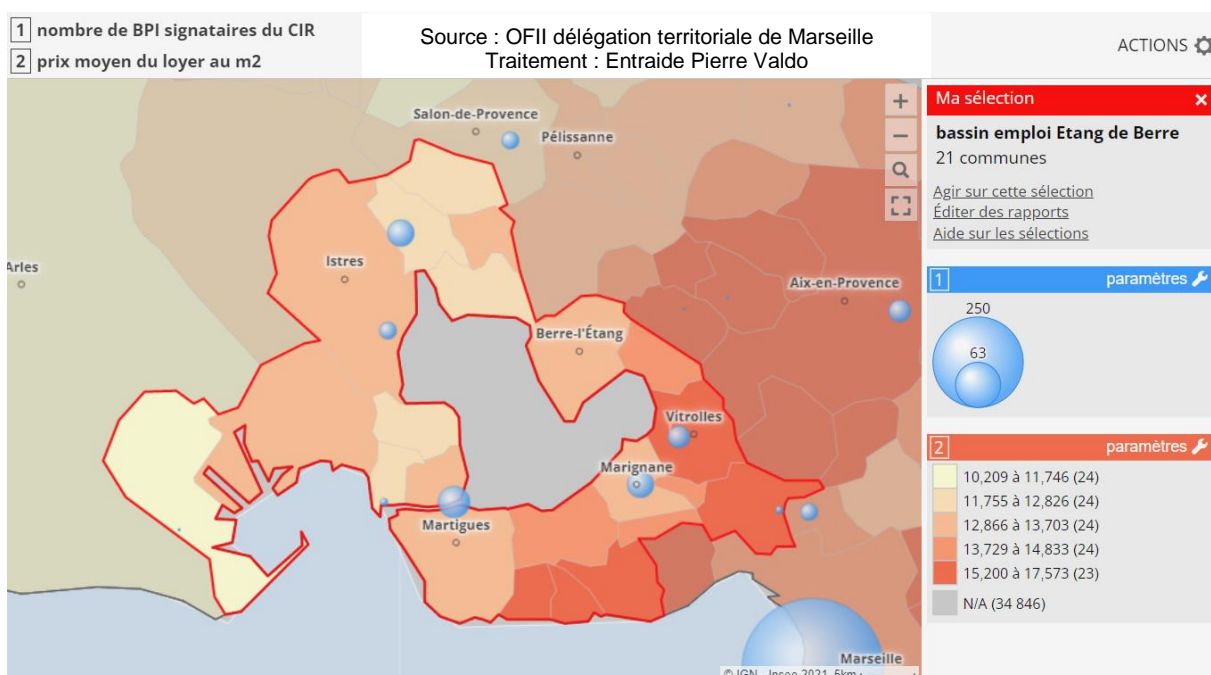 1 nombre de BPI signataires du CIR
2 prix moyen du loyer au m2
Source : OFII délégation territoriale de Marseille
Traitement : Entraide Pierre Valdo
ACTIONS
Salon-de-Provence
Pélissanne
Istres
Arles
Aix-en-Provence
Berre-l'Étang
Vitrolles
Marignane
Martigues
Marseille
© IGN - Insee 2021 5km
+
−
Ma sélection ×
bassin emploi Etang de Berre
21 communes
Agir sur cette sélection
Éditer des rapports
Aide sur les sélections
1 paramètres
250
63
2 paramètres
10,209 à 11,746 (24)
11,755 à 12,826 (24)
12,866 à 13,703 (24)
13,729 à 14,833 (24)
15,200 à 17,573 (23)
N/A (34 846)